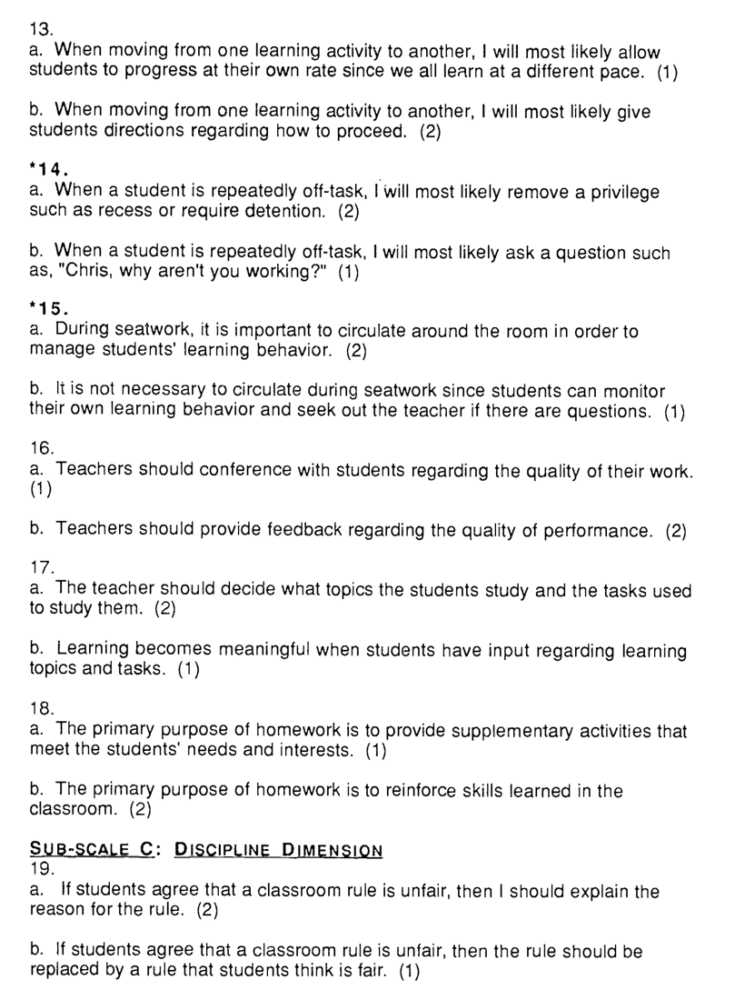 13.
a. When moving from one learning activity to another, I will most likely allow
students to progress at their own rate since we all learn at a different pace. (1)
b. When moving from one learning activity to another, I will most likely give
students directions regarding how to proceed. (2)
*14.
a. When a student is repeatedly off-task, I will most likely remove a privilege
such as recess or require detention. (2)
b. When a student is repeatedly off-task, I will most likely ask a question such
as, "Chris, why aren't you working?" (1)
*15.
a. During seatwork, it is important to circulate around the room in order to
manage students' learning behavior. (2)
b. It is not necessary to circulate during seatwork since students can monitor
their own learning behavior and seek out the teacher if there are questions. (1)
16.
a. Teachers should conference with students regarding the quality of their work.
(1)
b. Teachers should provide feedback regarding the quality of performance. (2)
17.
a. The teacher should decide what topics the students study and the tasks used
to study them. (2)
b. Learning becomes meaningful when students have input regarding learning
topics and tasks. (1)
18.
a. The primary purpose of homework is to provide supplementary activities that
meet the students' needs and interests. (1)
b. The primary purpose of homework is to reinforce skills learned in the
classroom. (2)
SUB-SCALE C: DISCIPLINE DIMENSION
19.
a. If students agree that a classroom rule is unfair, then I should explain the
reason for the rule. (2)
b. If students agree that a classroom rule is unfair, then the rule should be
replaced by a rule that students think is fair. (1)